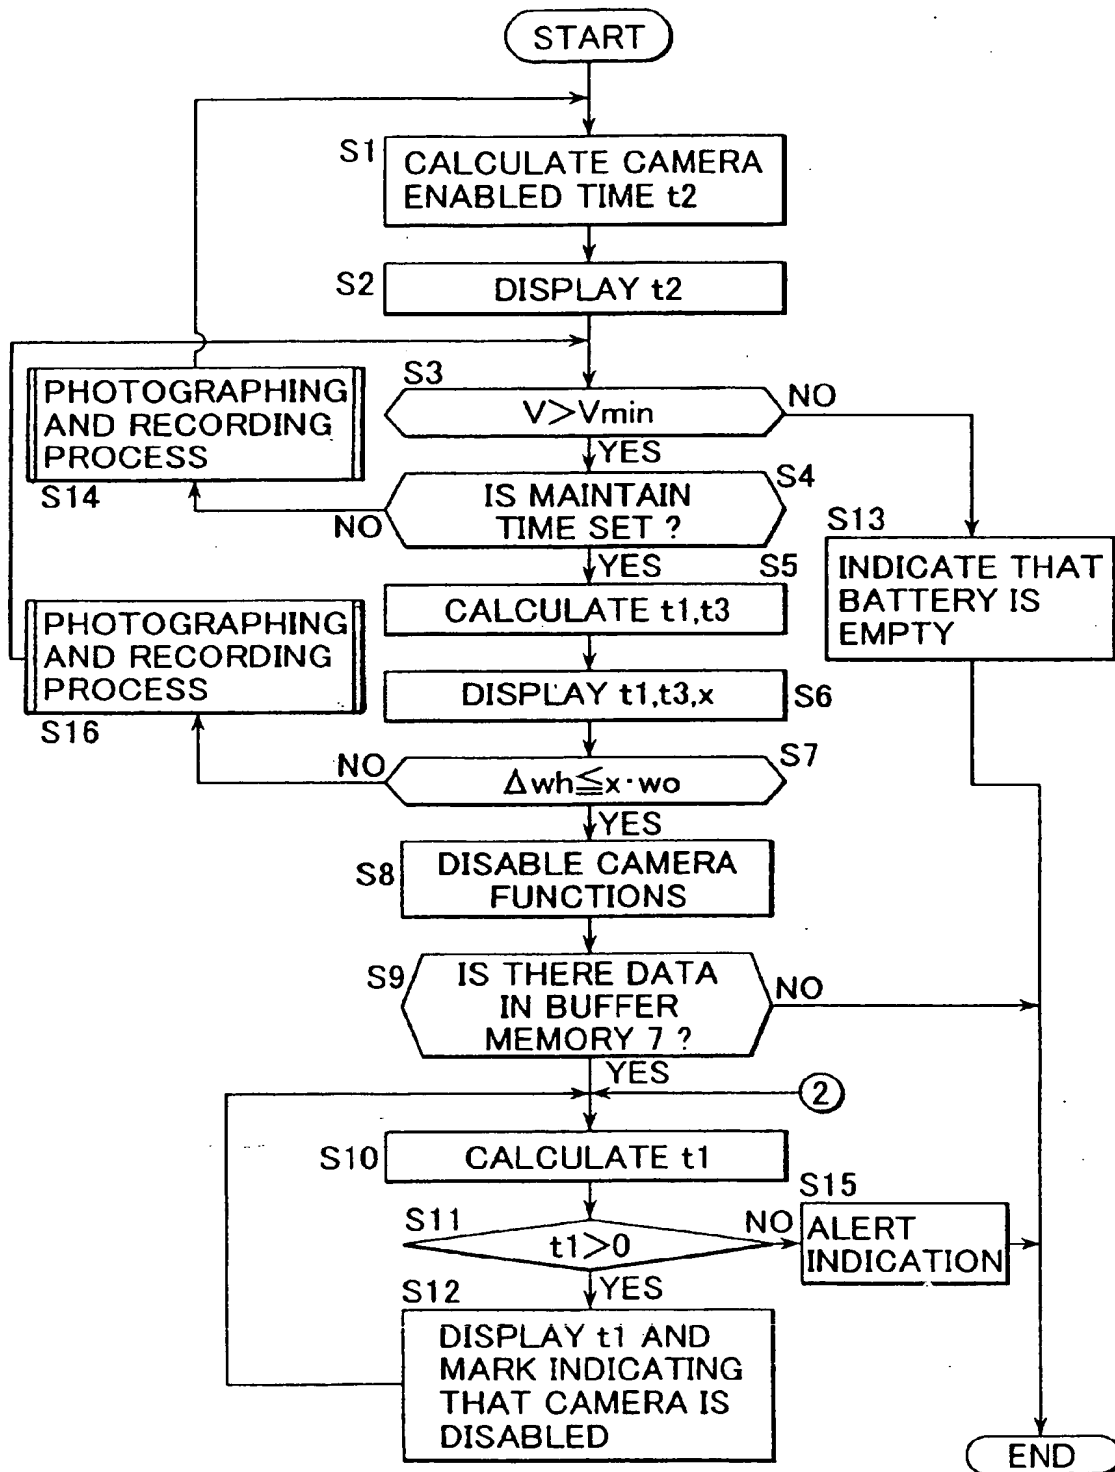 START
S1
CALCULATE CAMERA
ENABLED TIME t2
S2
DISPLAY t2
S3
V>Vmin
NO
YES
PHOTOGRAPHING
AND RECORDING
PROCESS
S14
S4
IS MAINTAIN
TIME SET ?
NO
YES
S13
INDICATE THAT
BATTERY IS
EMPTY
S5
CALCULATE t1,t3
PHOTOGRAPHING
AND RECORDING
PROCESS
S16
DISPLAY t1,t3,x
S6
S7
NO
Δwh≦x·wo
YES
S8
DISABLE CAMERA
FUNCTIONS
S9
IS THERE DATA
IN BUFFER
MEMORY 7 ?
NO
YES
2
S10
CALCULATE t1
S11
t1>0
NO
YES
S15
ALERT
INDICATION
S12
DISPLAY t1 AND
MARK INDICATING
THAT CAMERA IS
DISABLED
END